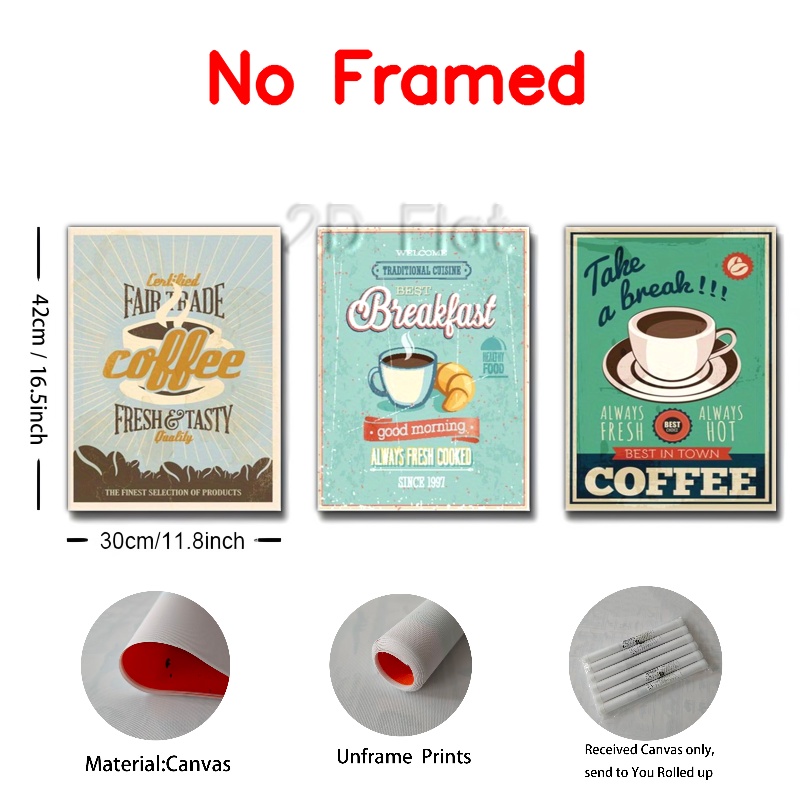 No Framed
2D Flat
42cm / 16.5inch
Certified
FAIR TRADE
coffee
FRESH & TASTY
Quality
THE FINEST SELECTION OF PRODUCTS
WELCOME
TRADITIONAL CUISINE
BEST
Breakfast
HEALTHY
FOOD
good morning
ALWAYS FRESH COOKED
SINCE 1997
Take
a break!!!
ALWAYS
FRESH
BEST
ALWAYS
HOT
BEST IN TOWN
COFFEE
30cm/11.8inch
Material:Canvas
Unframe Prints
Received Canvas only,
send to You Rolled up